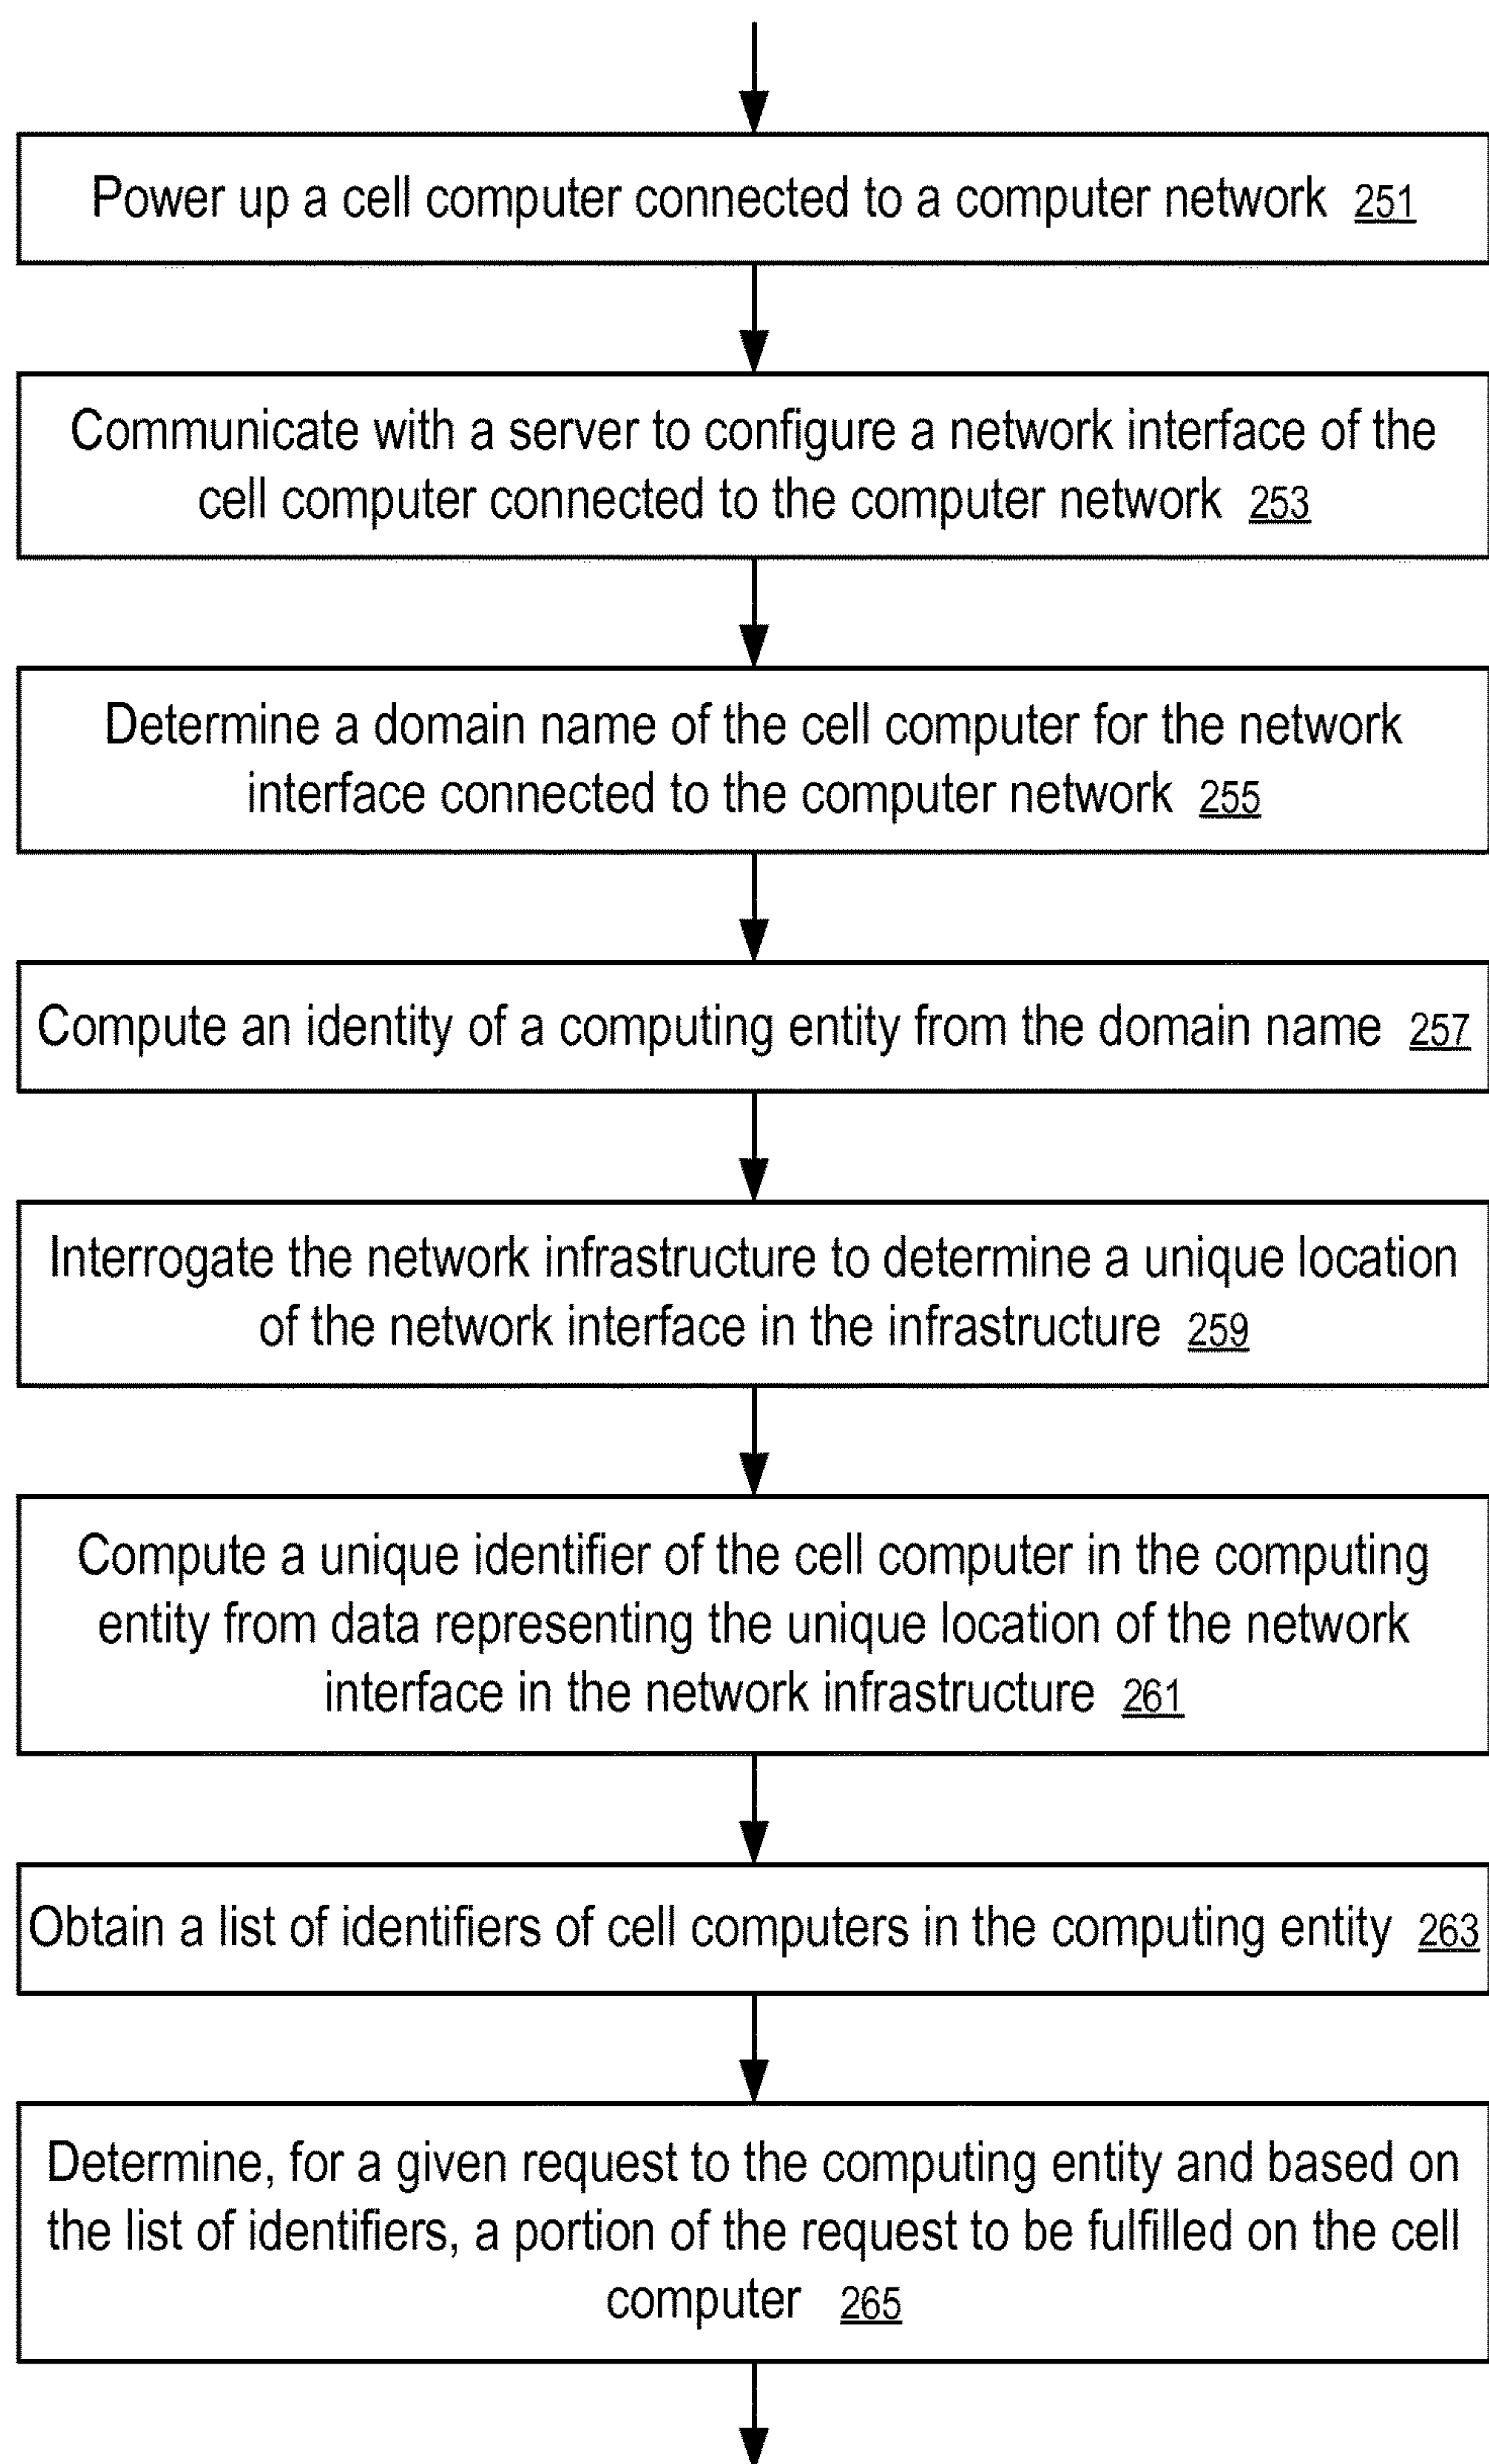 Power up a cell computer connected to a computer network 251
Communicate with a server to configure a network interface of the
cell computer connected to the computer network 253
Determine a domain name of the cell computer for the network
interface connected to the computer network 255
Compute an identity of a computing entity from the domain name 257
Interrogate the network infrastructure to determine a unique location
of the network interface in the infrastructure 259
Compute a unique identifier of the cell computer in the computing
entity from data representing the unique location of the network
interface in the network infrastructure 261
Obtain a list of identifiers of cell computers in the computing entity 263
Determine, for a given request to the computing entity and based on
the list of identifiers, a portion of the request to be fulfilled on the cell
computer 265